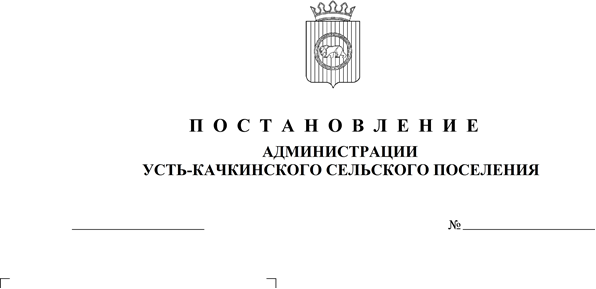 П О С Т А Н О В Л Е Н И Е
АДМИНИСТРАЦИИ
УСТЬ-КАЧКИНСКОГО СЕЛЬСКОГО ПОСЕЛЕНИЯ
№